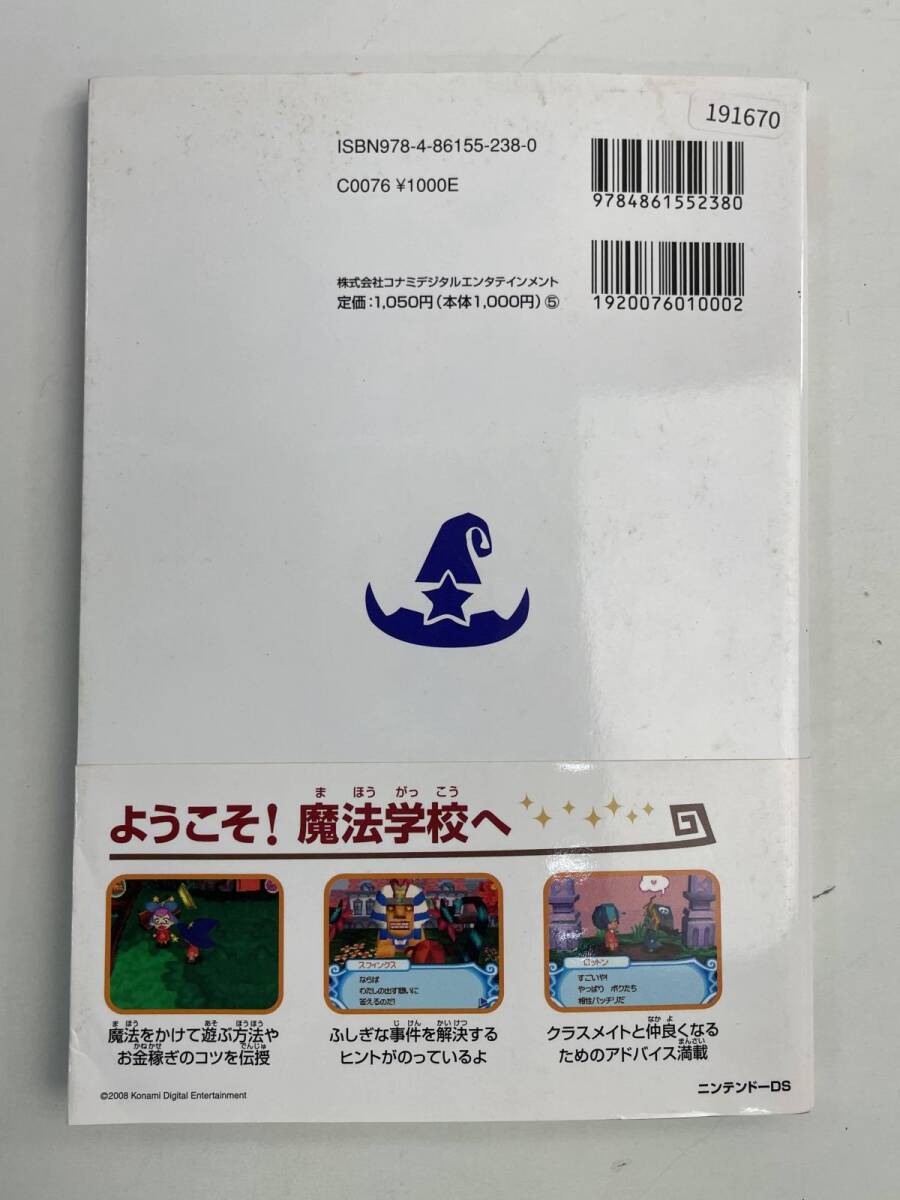 191670
ISBN978-4-86155-238-0
C0076 ¥1000E
9784861552380
1920076010002
株式会社コナミデジタルエンタテインメント
定価：1,050円（本体1,000円）⑤
まほうがっこう
ようこそ！魔法学校へ
スフィンクス
ならば
わたしの出す問いに
答えるのだ!
ロットン
すごいや!
やっぱり ボクたち
相性バッチリだ
まほう あそ ほうほう
魔法をかけて遊ぶ方法や
かねかせ でんじゅ
お金稼ぎのコツを伝授
じけん かいけつ
ふしぎな事件を解決する
ヒントがのっているよ
なかよ
クラスメイトと仲良くなる
まんさい
ためのアドバイス満載
©2008 Konami Digital Entertainment
ニンテンドーDS